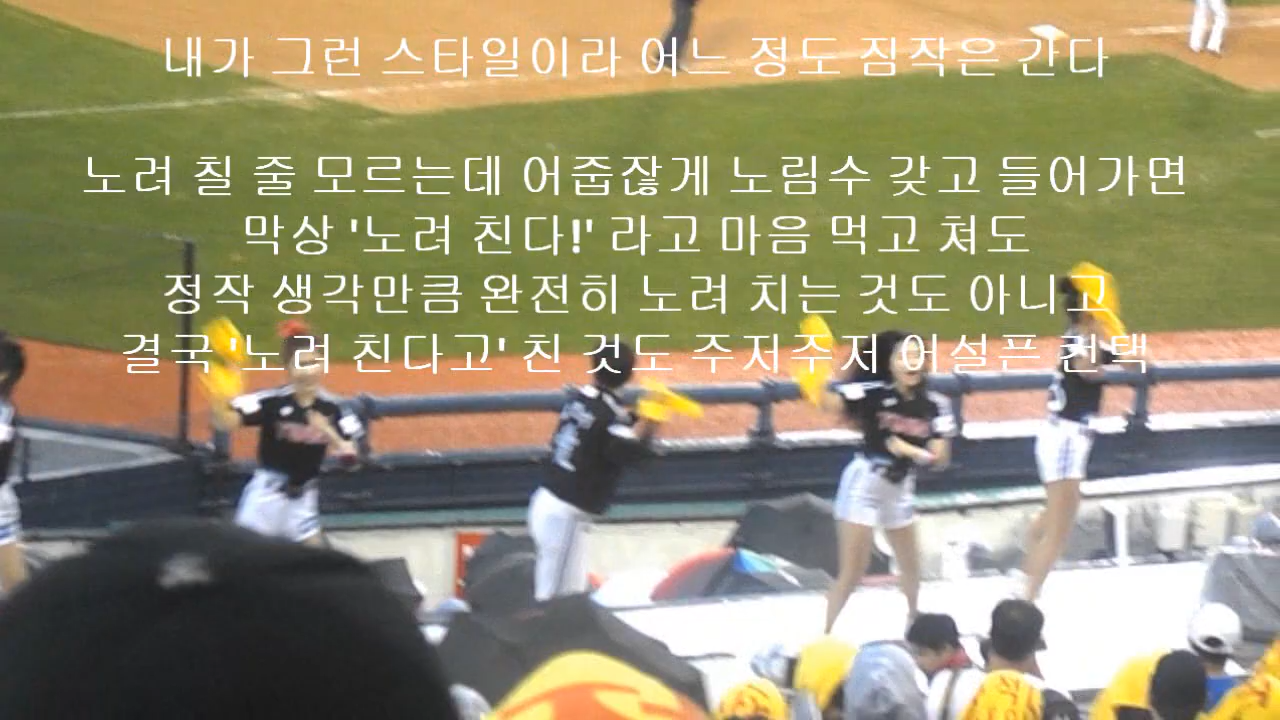 내가 그런 스타일이라 어느 정도 짐작은 간다
노려 칠 줄 모르는데 어줍잖게 노림수 갖고 들어가면
막상 '노려 친다!' 라고 마음 먹고 쳐도
정작 생각만큼 완전히 노려 치는 것도 아니고
결국 '노려 친다고' 친 것도 주저주저 어설픈 컨택